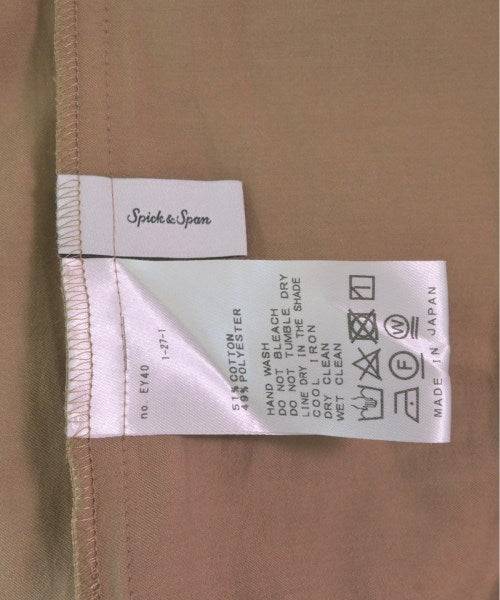 Spick & Span
no. EY40
1-27-1
51% COTTON
49% POLYESTER
HAND WASH
DO NOT BLEACH
DO NOT TUMBLE DRY
LINE DRY IN THE SHADE
COOL IRON
DRY CLEAN
WET CLEAN
MADE IN JAPAN